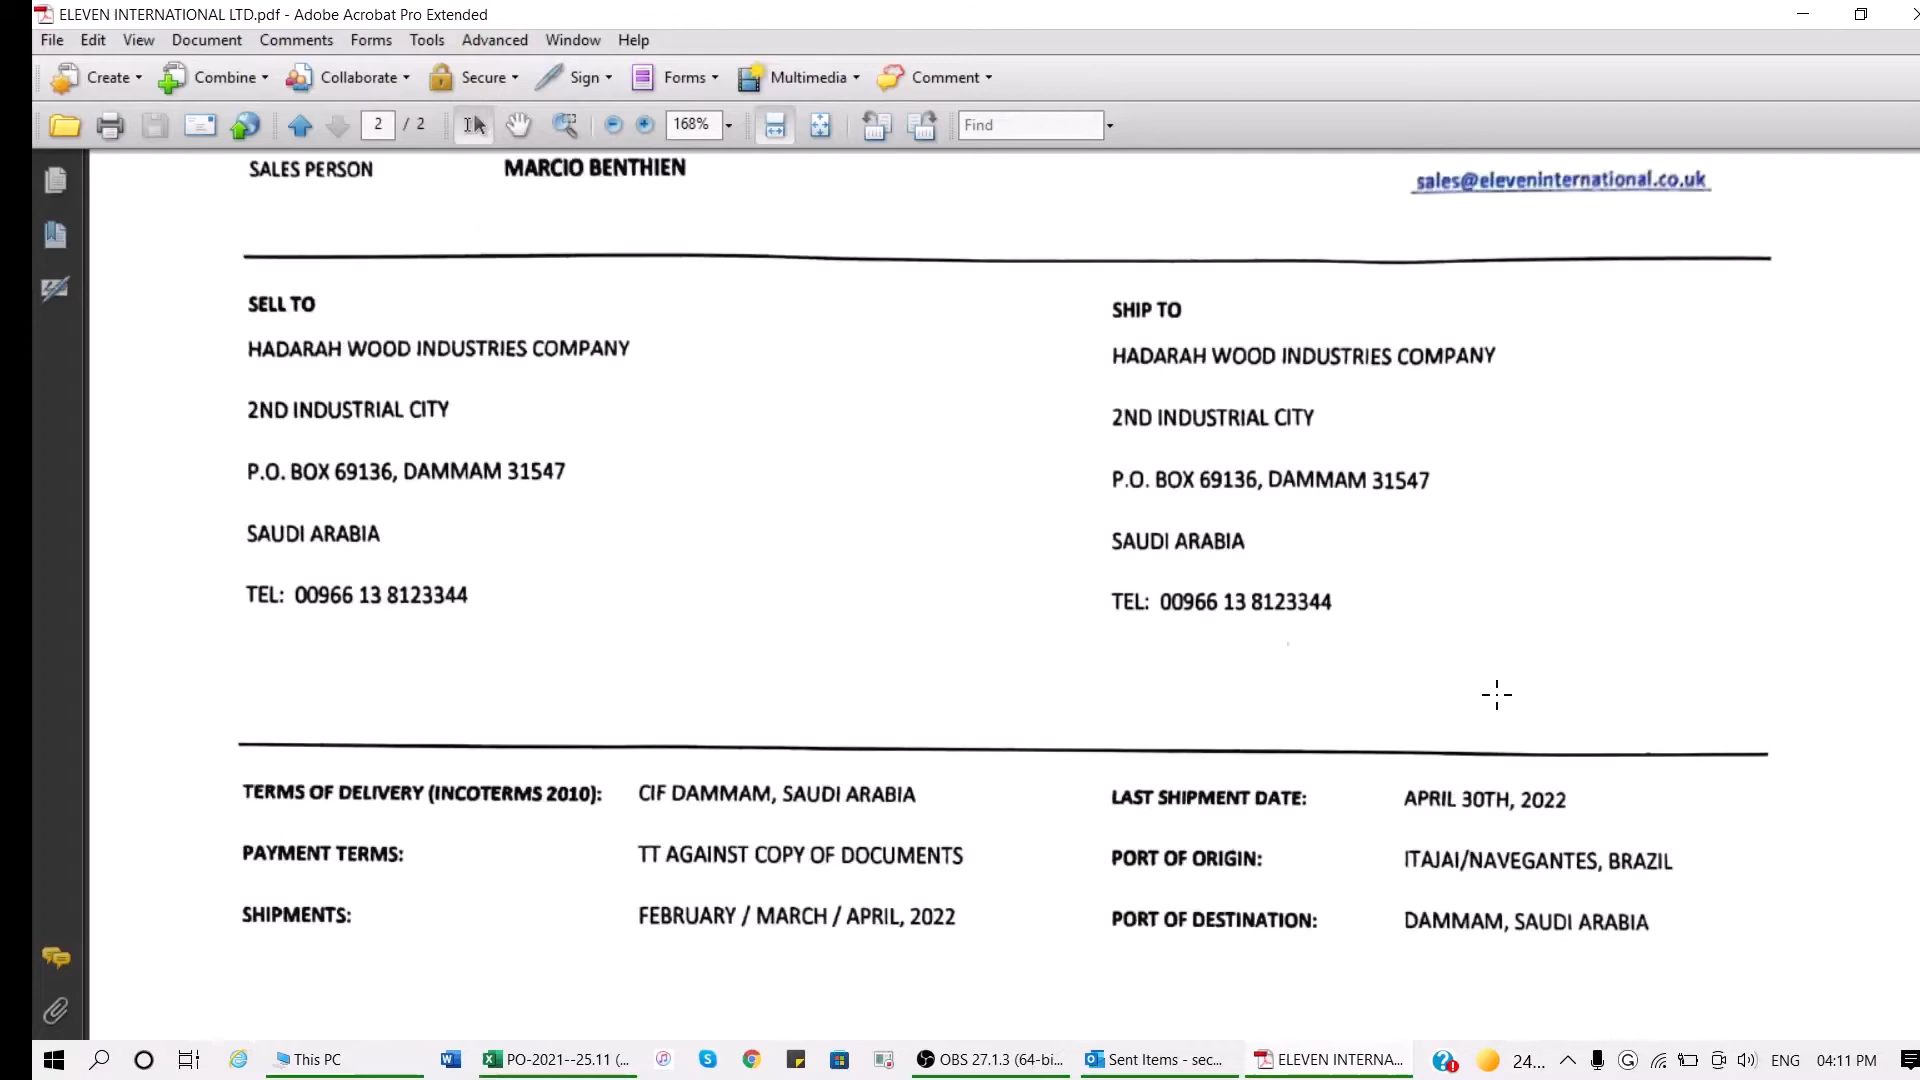 ELEVEN INTERNATIONAL LTD.pdf - Adobe Acrobat Pro Extended
File Edit View Document Comments Forms Tools Advanced Window Help
Create Combine Collaborate Secure Sign Forms Multimedia Comment
2 / 2 168% Find
SALES PERSON MARCIO BENTHIEN
sales@eleveninternational.co.uk
SELL TO
HADARAH WOOD INDUSTRIES COMPANY
2ND INDUSTRIAL CITY
P.O. BOX 69136, DAMMAM 31547
SAUDI ARABIA
TEL: 00966 13 8123344
SHIP TO
HADARAH WOOD INDUSTRIES COMPANY
2ND INDUSTRIAL CITY
P.O. BOX 69136, DAMMAM 31547
SAUDI ARABIA
TEL: 00966 13 8123344
TERMS OF DELIVERY (INCOTERMS 2010): CIF DAMMAM, SAUDI ARABIA
PAYMENT TERMS: TT AGAINST COPY OF DOCUMENTS
SHIPMENTS: FEBRUARY / MARCH / APRIL, 2022
LAST SHIPMENT DATE: APRIL 30TH, 2022
PORT OF ORIGIN: ITAJAI/NAVEGANTES, BRAZIL
PORT OF DESTINATION: DAMMAM, SAUDI ARABIA
This PC PO-2021--25.11 (... OBS 27.1.3 (64-bi... Sent Items - sec... ELEVEN INTERNA... 24... ENG 04:11 PM